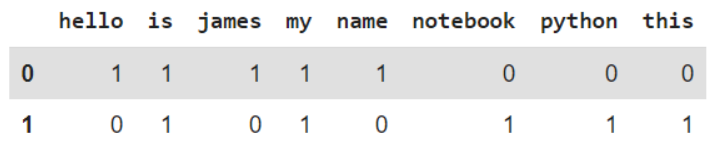 hello is james my name notebook python this
0 1 1 1 1 1 0 0 0
1 0 1 0 1 0 1 1 1